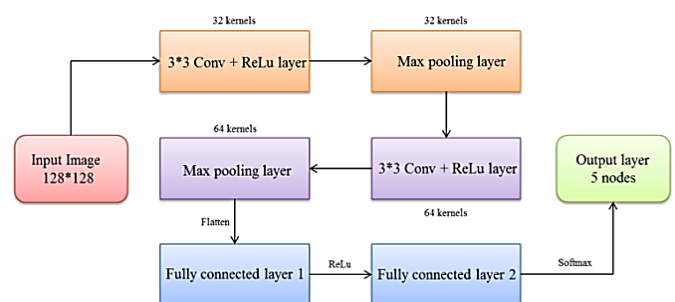 32 kernels
32 kernels
3*3 Conv + ReLu layer
Max pooling layer
64 kernels
Input Image
128*128
Max pooling layer
3*3 Conv + ReLU layer
Output layer
5 nodes
64 kernels
Flatten
Fully connected layer 1
ReLu
Fully connected layer 2
Softmax